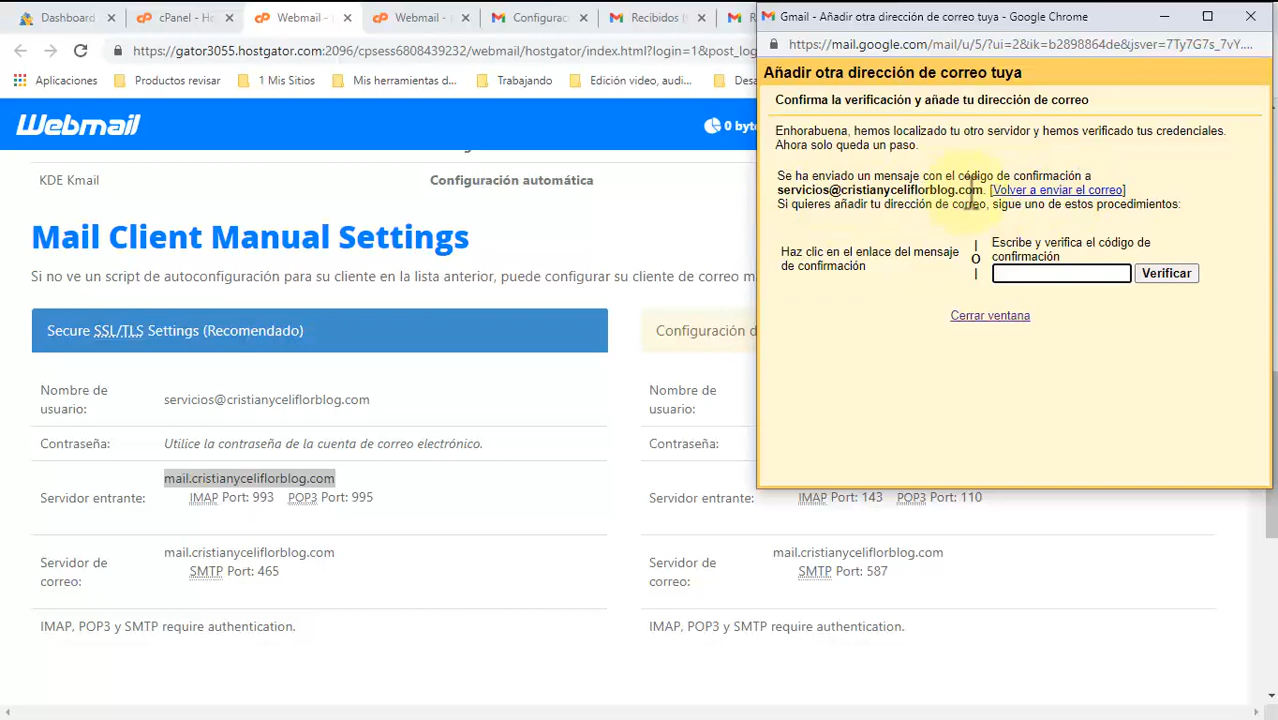 Dashboard
cPanel - Ho
Webmail -
Webmail -
Configurac
Recibidos (
Gmail - Añadir otra dirección de correo tuya - Google Chrome
https://gator3055.hostgator.com:2096/cpsess6808439232/webmail/hostgator/index.html?login=1&post_log
https://mail.google.com/mail/u/5/?ui=2&ik=b2898864de&jsver=7Ty7G7s_7vY....
Aplicaciones
Productos revisar
1 Mis Sitios
Mis herramientas d...
Trabajando
Edición video, audi...
Añadir otra dirección de correo tuya
Confirma la verificación y añade tu dirección de correo
Enhorabuena, hemos localizado tu otro servidor y hemos verificado tus credenciales.
Ahora solo queda un paso.
Se ha enviado un mensaje con el código de confirmación a
servicios@cristianyceliflorblog.com. [Volver a enviar el correo]
Si quieres añadir tu dirección de correo, sigue uno de estos procedimientos:
Haz clic en el enlace del mensaje
de confirmación
|
O
|
Escribe y verifica el código de
confirmación
Verificar
Cerrar ventana
Webmail
0 byt
KDE Kmail
Configuración automática
Mail Client Manual Settings
Si no ve un script de autoconfiguración para su cliente en la lista anterior, puede configurar su cliente de correo m
Secure SSL/TLS Settings (Recomendado)
Nombre de
usuario:
servicios@cristianyceliflorblog.com
Contraseña:
Utilice la contraseña de la cuenta de correo electrónico.
Servidor entrante:
mail.cristianyceliflorblog.com
IMAP Port: 993
POP3 Port: 995
Servidor de
correo:
mail.cristianyceliflorblog.com
SMTP Port: 465
IMAP, POP3 y SMTP require authentication.
Configuración d
Nombre de
usuario:
Contraseña:
Servidor entrante:
IMAP Port: 143
POP3 Port: 110
Servidor de
correo:
mail.cristianyceliflorblog.com
SMTP Port: 587
IMAP, POP3 y SMTP require authentication.